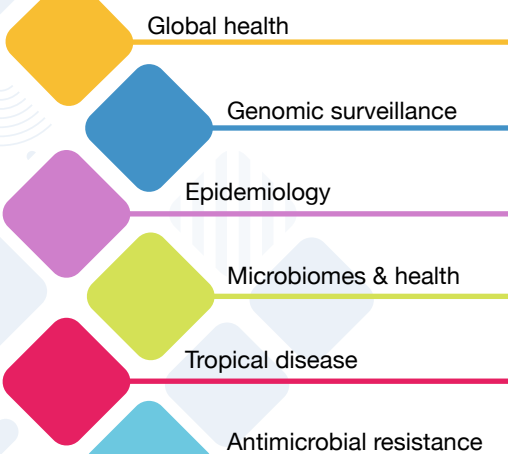 Global health
Genomic surveillance
Epidemiology
Microbiomes & health
Tropical disease
Antimicrobial resistance